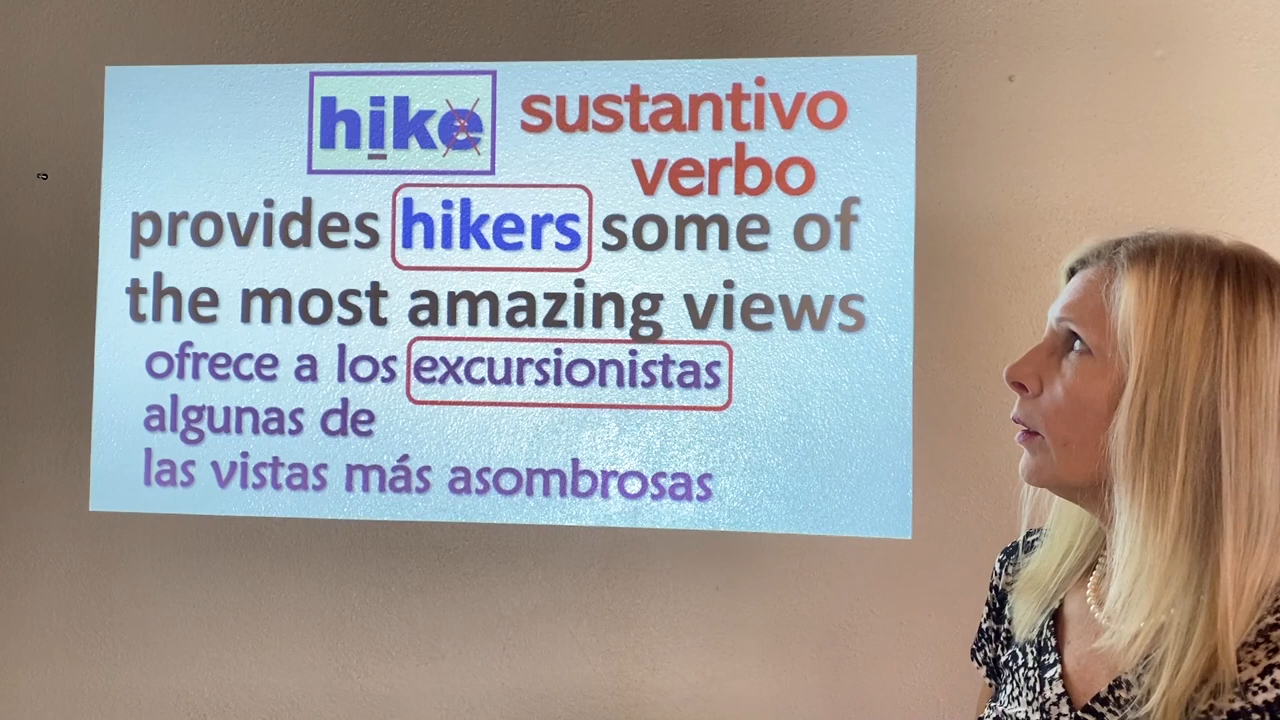 hike sustantivo
verbo
provides hikers some of
the most amazing views
ofrece a los excursionistas
algunas de
las vistas más asombrosas